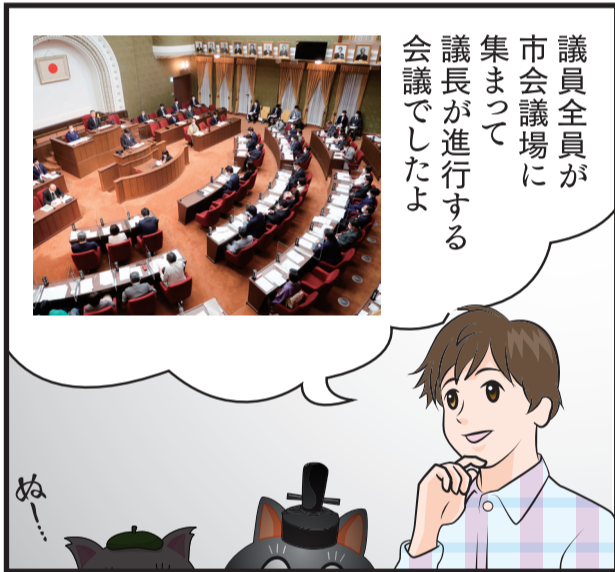 議員全員が
市会議場に
集まって
議長が進行する
会議でしたよ
ぬー…